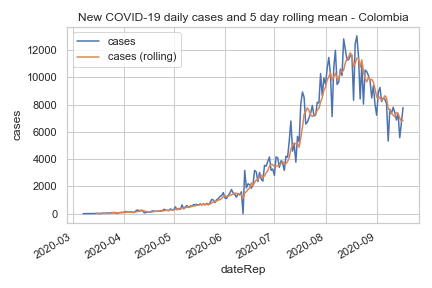 New COVID-19 daily cases and 5 day rolling mean - Colombia
cases
cases (rolling)
cases
12000
10000
8000
6000
4000
2000
0
2020-03
2020-04
2020-05
2020-06
2020-07
2020-08
2020-09
dateRep